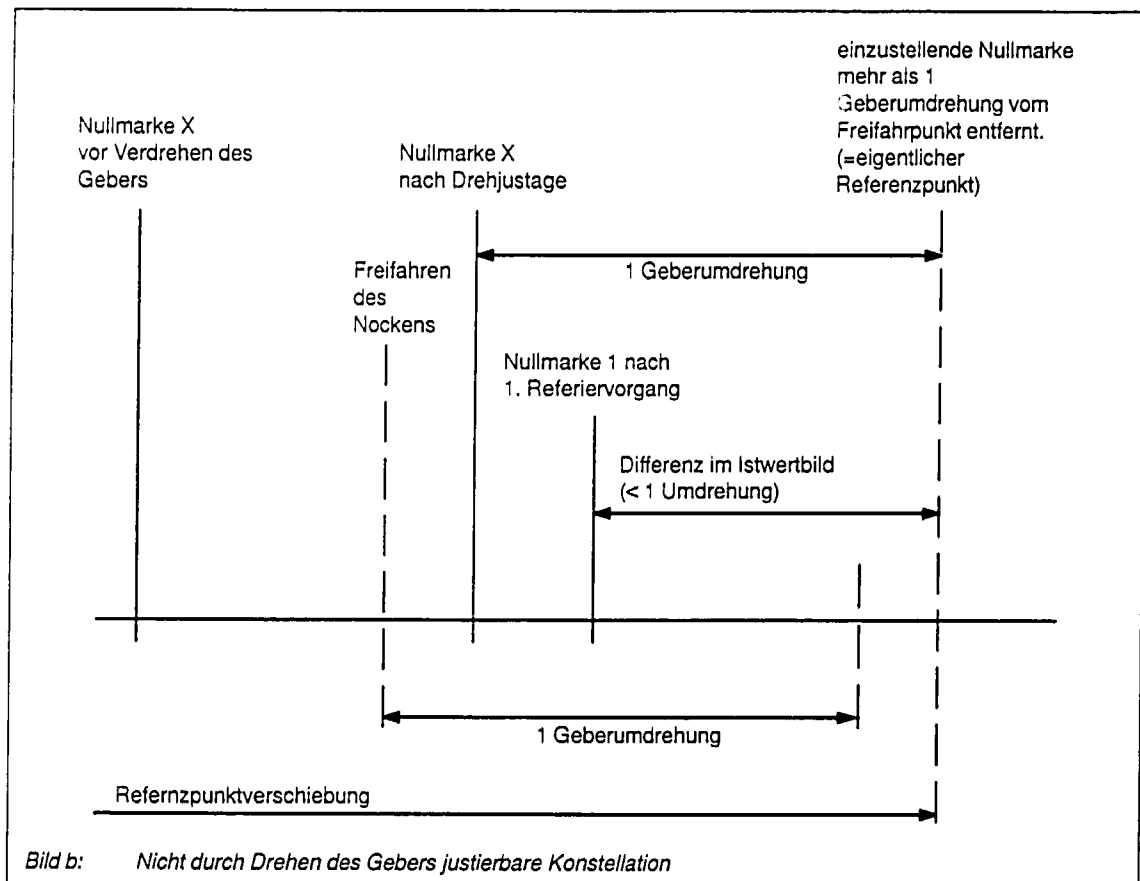 einzustellende Nullmarke
mehr als 1
Geberumdrehung vom
Freifahrpunkt entfernt.
(=eigentlicher
Referenzpunkt)
Nullmarke X
vor Verdrehen des
Gebers
Nullmarke X
nach Drehjustage
1 Geberumdrehung
Freifahren
des
Nockens
Nullmarke 1 nach
1. Referiervorgang
Differenz im Istwertbild
(< 1 Umdrehung)
1 Geberumdrehung
Refernzpunktverschiebung
Bild b: Nicht durch Drehen des Gebers justierbare Konstellation